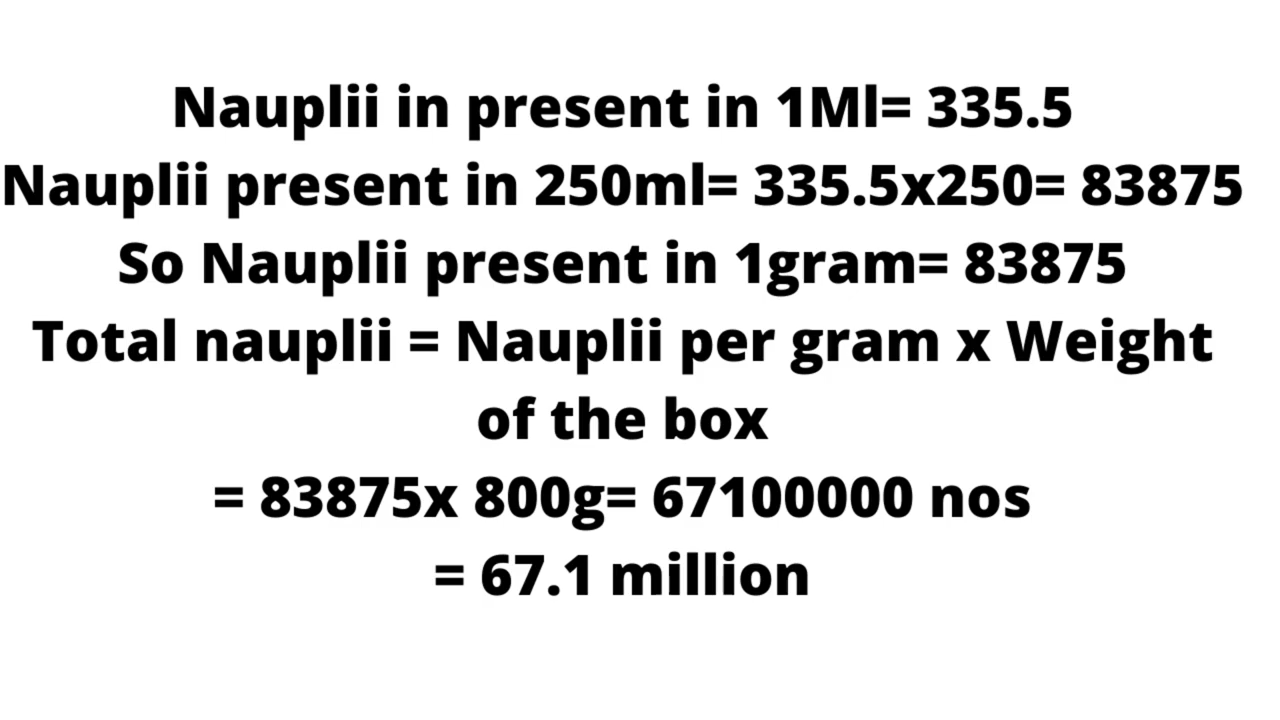 Nauplii in present in 1Ml= 335.5
Nauplii present in 250ml= 335.5x250= 83875
So Nauplii present in 1gram= 83875
Total nauplii = Nauplii per gram x Weight
of the box
= 83875x 800g= 67100000 nos
= 67.1 million